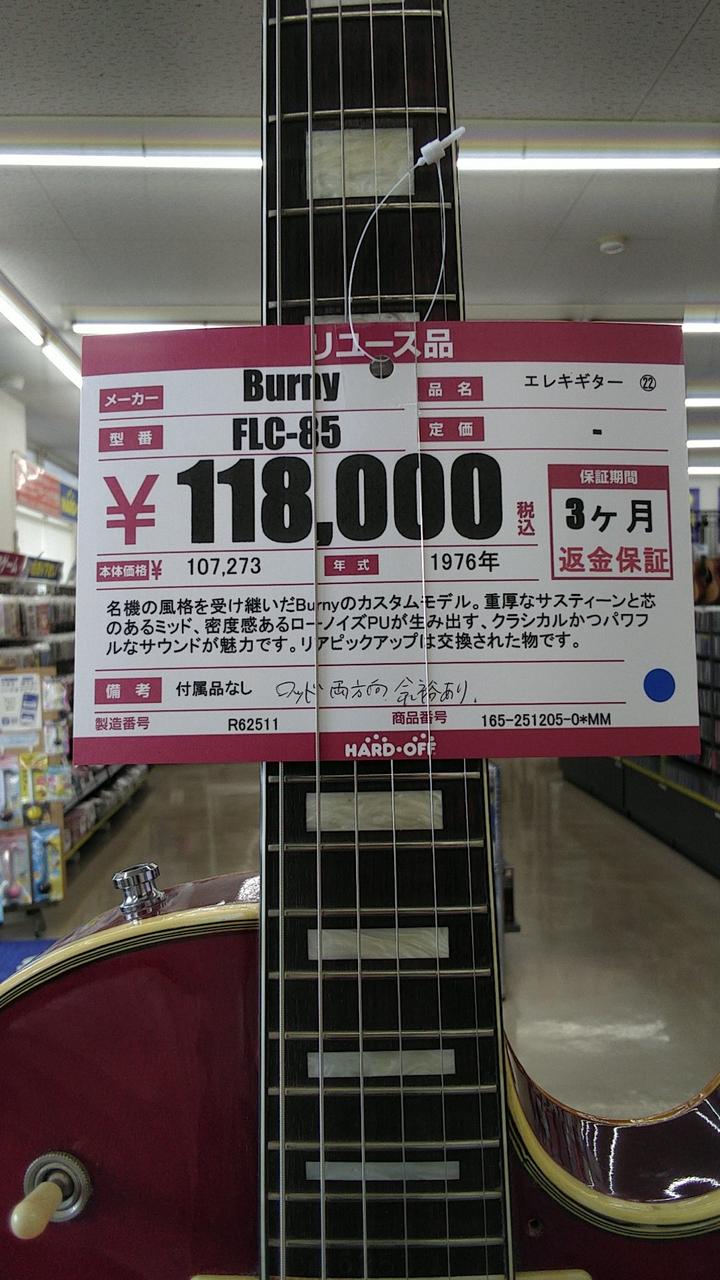 リユース品
メーカー Burny 品名 エレキギター ㉒
型番 FLC-85 定価 -
¥118,000 税込
保証期間
3ヶ月
返金保証
本体価格¥ 107,273 年式 1976年
名機の風格を受け継いだBurnyのカスタムモデル。重厚なサスティーンと芯
のあるミッド、密度感あるローノイズPUが生み出す、クラシカルかつパワフ
ルなサウンドが魅力です。リアピックアップは交換された物です。
備考 付属品なし ロッド両方向余裕あり.
製造番号 R62511 商品番号 165-251205-0*MM
HARD・OFF